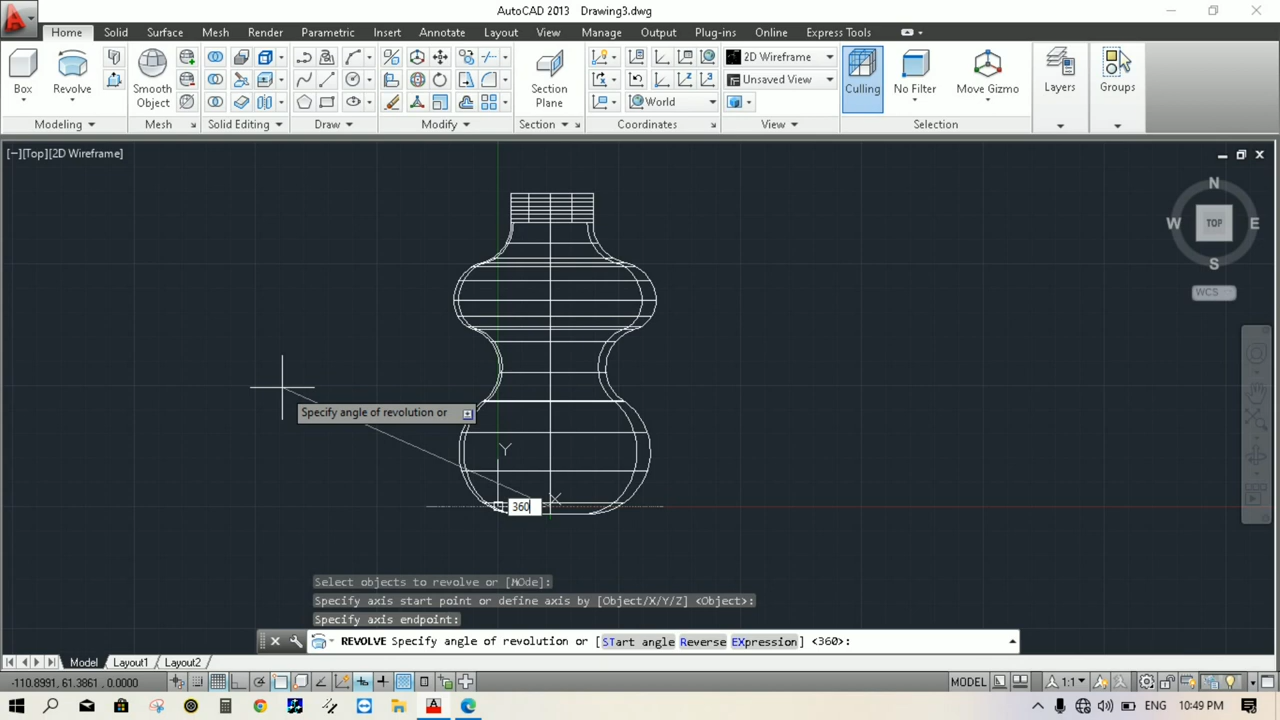 AutoCAD 2013 Drawing3.dwg
Home Solid Surface Mesh Render Parametric Insert Annotate Layout View Manage Output Plug-ins Online Express Tools
Box Revolve Smooth Object Section Plane 2D Wireframe Unsaved View World Culling No Filter Move Gizmo Layers Groups
Modeling Mesh Solid Editing Draw Modify Section Coordinates View Selection
[−][Top][2D Wireframe]
N
W TOP E
S
WCS
Specify angle of revolution or
Y
X
360
Select objects to revolve or [MOde]:
Specify axis start point or define axis by [Object/X/Y/Z] <Object>:
Specify axis endpoint:
REVOLVE Specify angle of revolution or [STart angle Reverse EXpression] <360>:
Model Layout1 Layout2
-110.8991, 61.3861, 0.0000 MODEL 1:1
ENG 10:49 PM